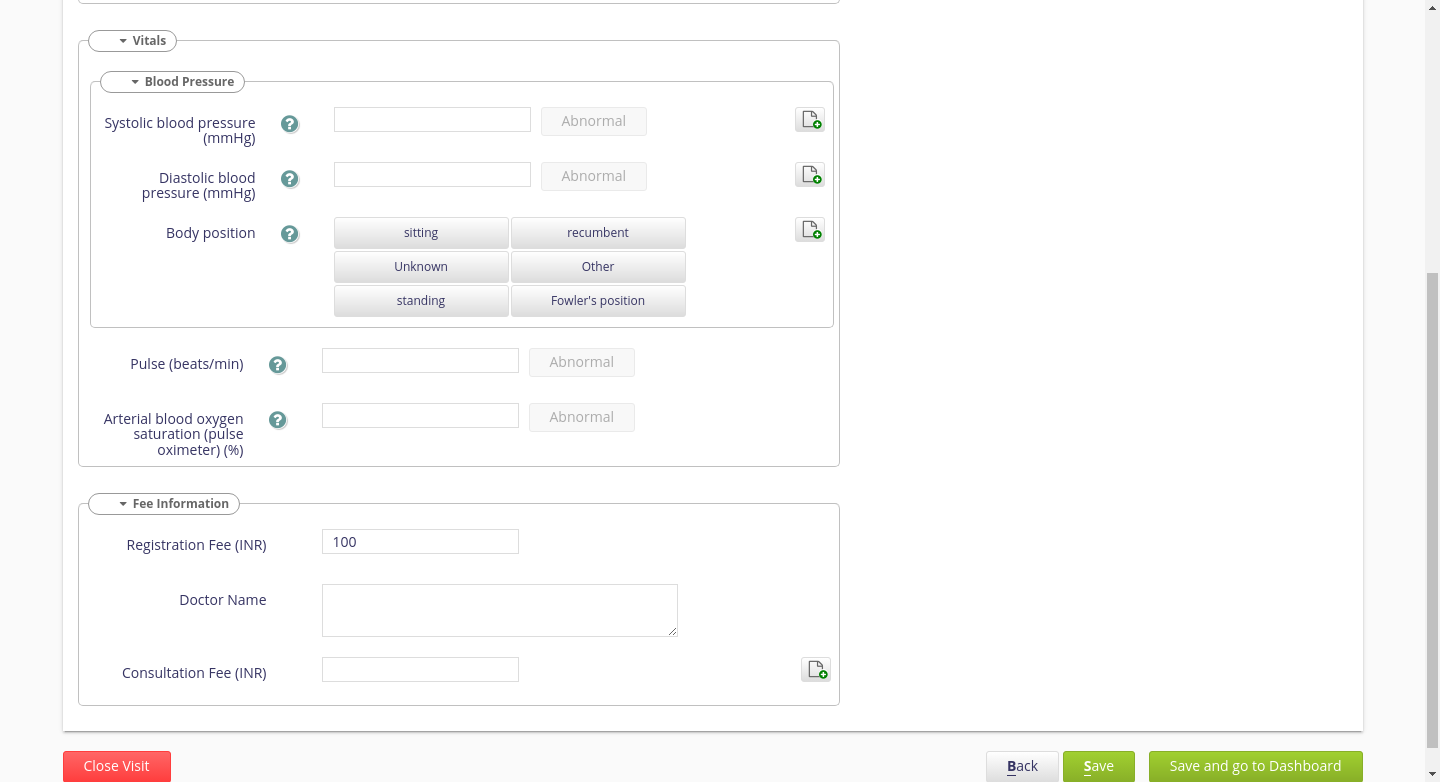 Vitals
Blood Pressure
Systolic blood pressure
(mmHg)
?
Abnormal
Diastolic blood
pressure (mmHg)
?
Abnormal
Body position
?
sitting
recumbent
Unknown
Other
standing
Fowler's position
Pulse (beats/min)
?
Abnormal
Arterial blood oxygen
saturation (pulse
oximeter) (%)
?
Abnormal
Fee Information
Registration Fee (INR)
100
Doctor Name
Consultation Fee (INR)
Close Visit
Back
Save
Save and go to Dashboard